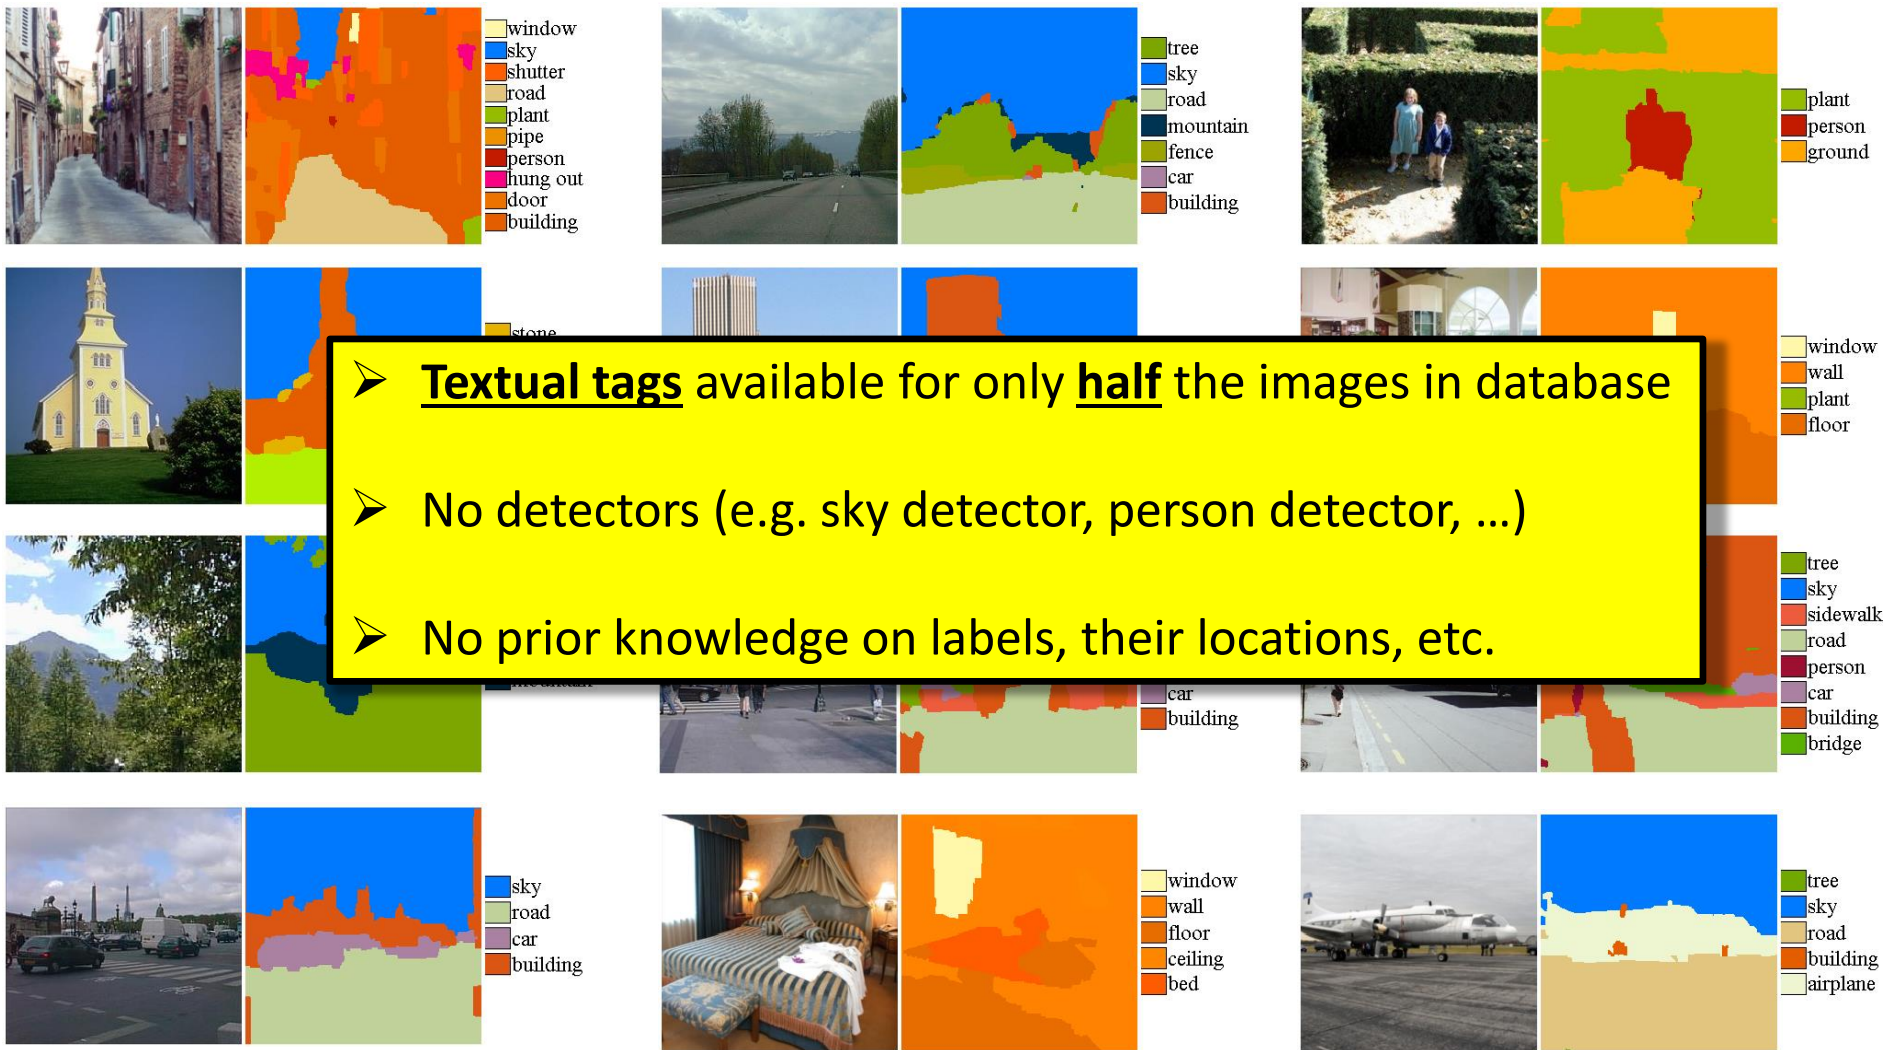 window
sky
shutter
road
plant
pipe
person
hung out
door
building
tree
sky
road
mountain
fence
car
building
plant
person
ground
stone
window
wall
plant
floor
➢ Textual tags available for only half the images in database
➢ No detectors (e.g. sky detector, person detector, …)
➢ No prior knowledge on labels, their locations, etc.
mountain
car
building
tree
sky
sidewalk
road
person
car
building
bridge
sky
road
car
building
window
wall
floor
ceiling
bed
tree
sky
road
building
airplane